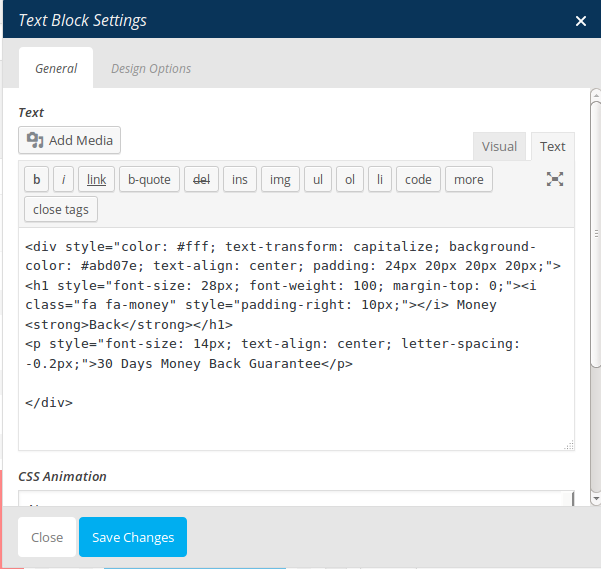 Text Block Settings
General Design Options
Text
Add Media
Visual Text
b i link b-quote del ins img ul ol li code more
close tags
<div style="color: #fff; text-transform: capitalize; background-
color: #abd07e; text-align: center; padding: 24px 20px 20px 20px;">
<h1 style="font-size: 28px; font-weight: 100; margin-top: 0;"><i
class="fa fa-money" style="padding-right: 10px;"></i> Money
<strong>Back</strong></h1>
<p style="font-size: 14px; text-align: center; letter-spacing:
-0.2px;">30 Days Money Back Guarantee</p>
</div>
CSS Animation
Close Save Changes